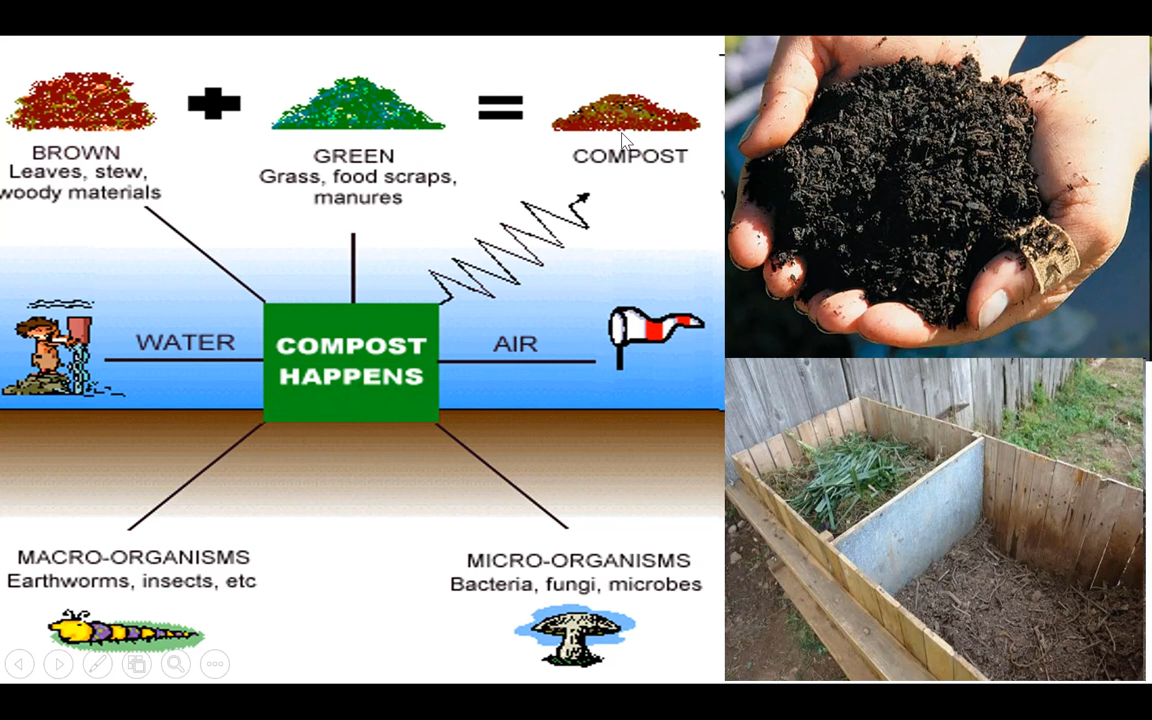 BROWN
Leaves, stew,
woody materials
GREEN
Grass, food scraps,
manures
COMPOST
WATER
COMPOST
HAPPENS
AIR
MACRO-ORGANISMS
Earthworms, insects, etc
MICRO-ORGANISMS
Bacteria, fungi, microbes